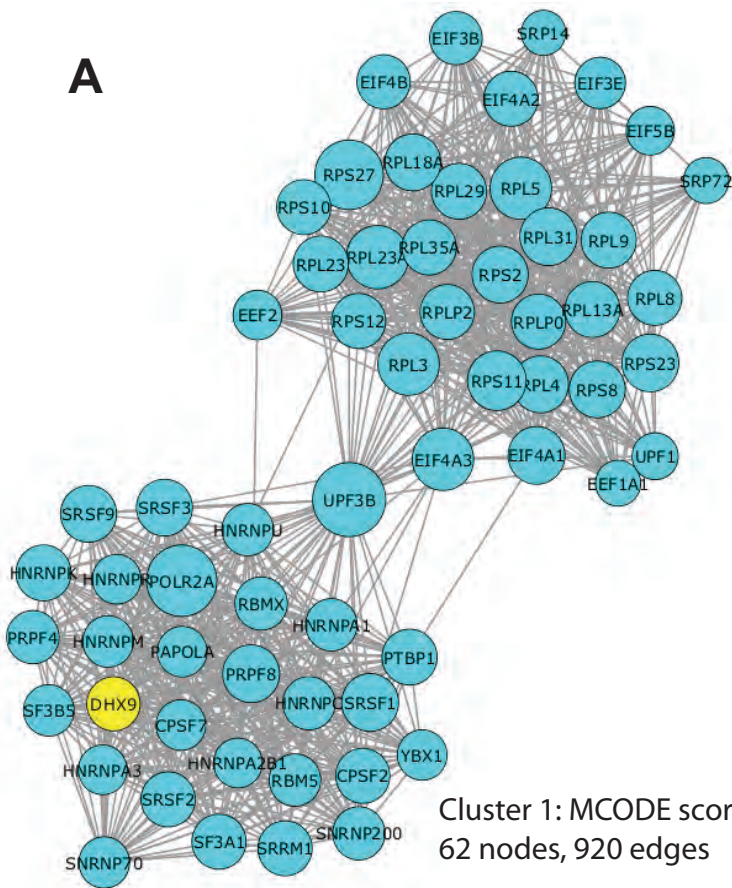 A
EIF3B
SRP14
EIF4B
EIF4A2
EIF3E
EIF5B
SRP72
RPS27
RPL18A
RPL29
RPL5
RPS10
RPL31
RPL9
RPL23
RPL23A
RPL35A
RPS2
RPL8
EEF2
RPS12
RPLP2
RPLP0
RPL13A
RPL3
RPS11
RPL4
RPS8
RPS23
EIF4A3
EIF4A1
UPF1
EEF1A1
UPF3B
SRSF9
SRSF3
HNRNPU
HNRNPK
HNRNPR
POLR2A
RBMX
HNRNPA1
PRPF4
HNRNPM
PAPOLA
PRPF8
PTBP1
SF3B5
DHX9
CPSF7
HNRNPC
SRSF1
HNRNPA3
HNRNPA2B1
RBM5
CPSF2
YBX1
SRSF2
SF3A1
SRRM1
SNRNP200
SNRNP70
Cluster 1: MCODE scor
62 nodes, 920 edges